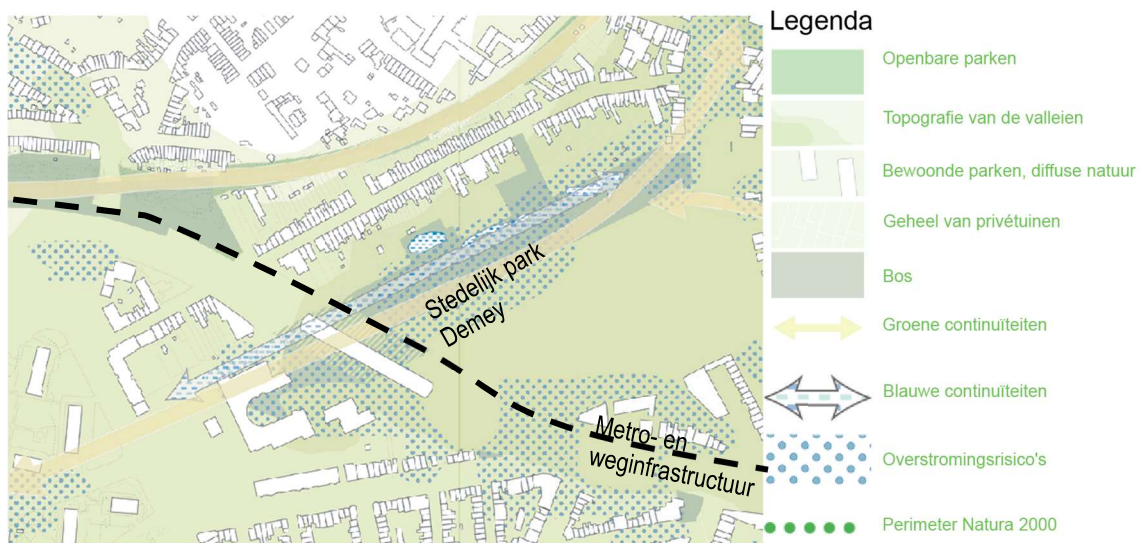 Legenda
Openbare parken
Topografie van de valleien
Bewoonde parken, diffuse natuur
Geheel van privétuinen
Bos
Groene continuïteiten
Blauwe continuïteiten
Overstromingsrisico's
Perimeter Natura 2000
Stedelijk park
Demey
Metro- en
weginfrastructuur